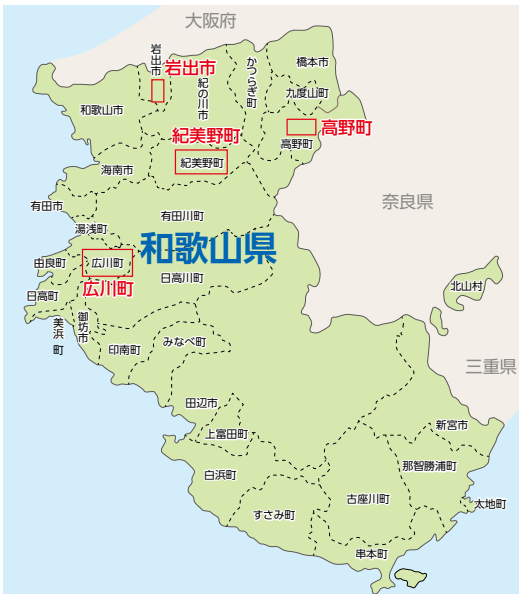 大阪府
岩出市
岩出市
かつらぎ町
橋本市
紀の川市
九度山町
和歌山市
高野町
紀美野町
高野町
紀美野町
海南市
奈良県
有田市
有田川町
湯浅町
和歌山県
由良町
広川町
日高川町
広川町
北山村
日高町
美浜町
御坊市
印南町
みなべ町
三重県
田辺市
上富田町
新宮市
那智勝浦町
白浜町
古座川町
太地町
すさみ町
串本町